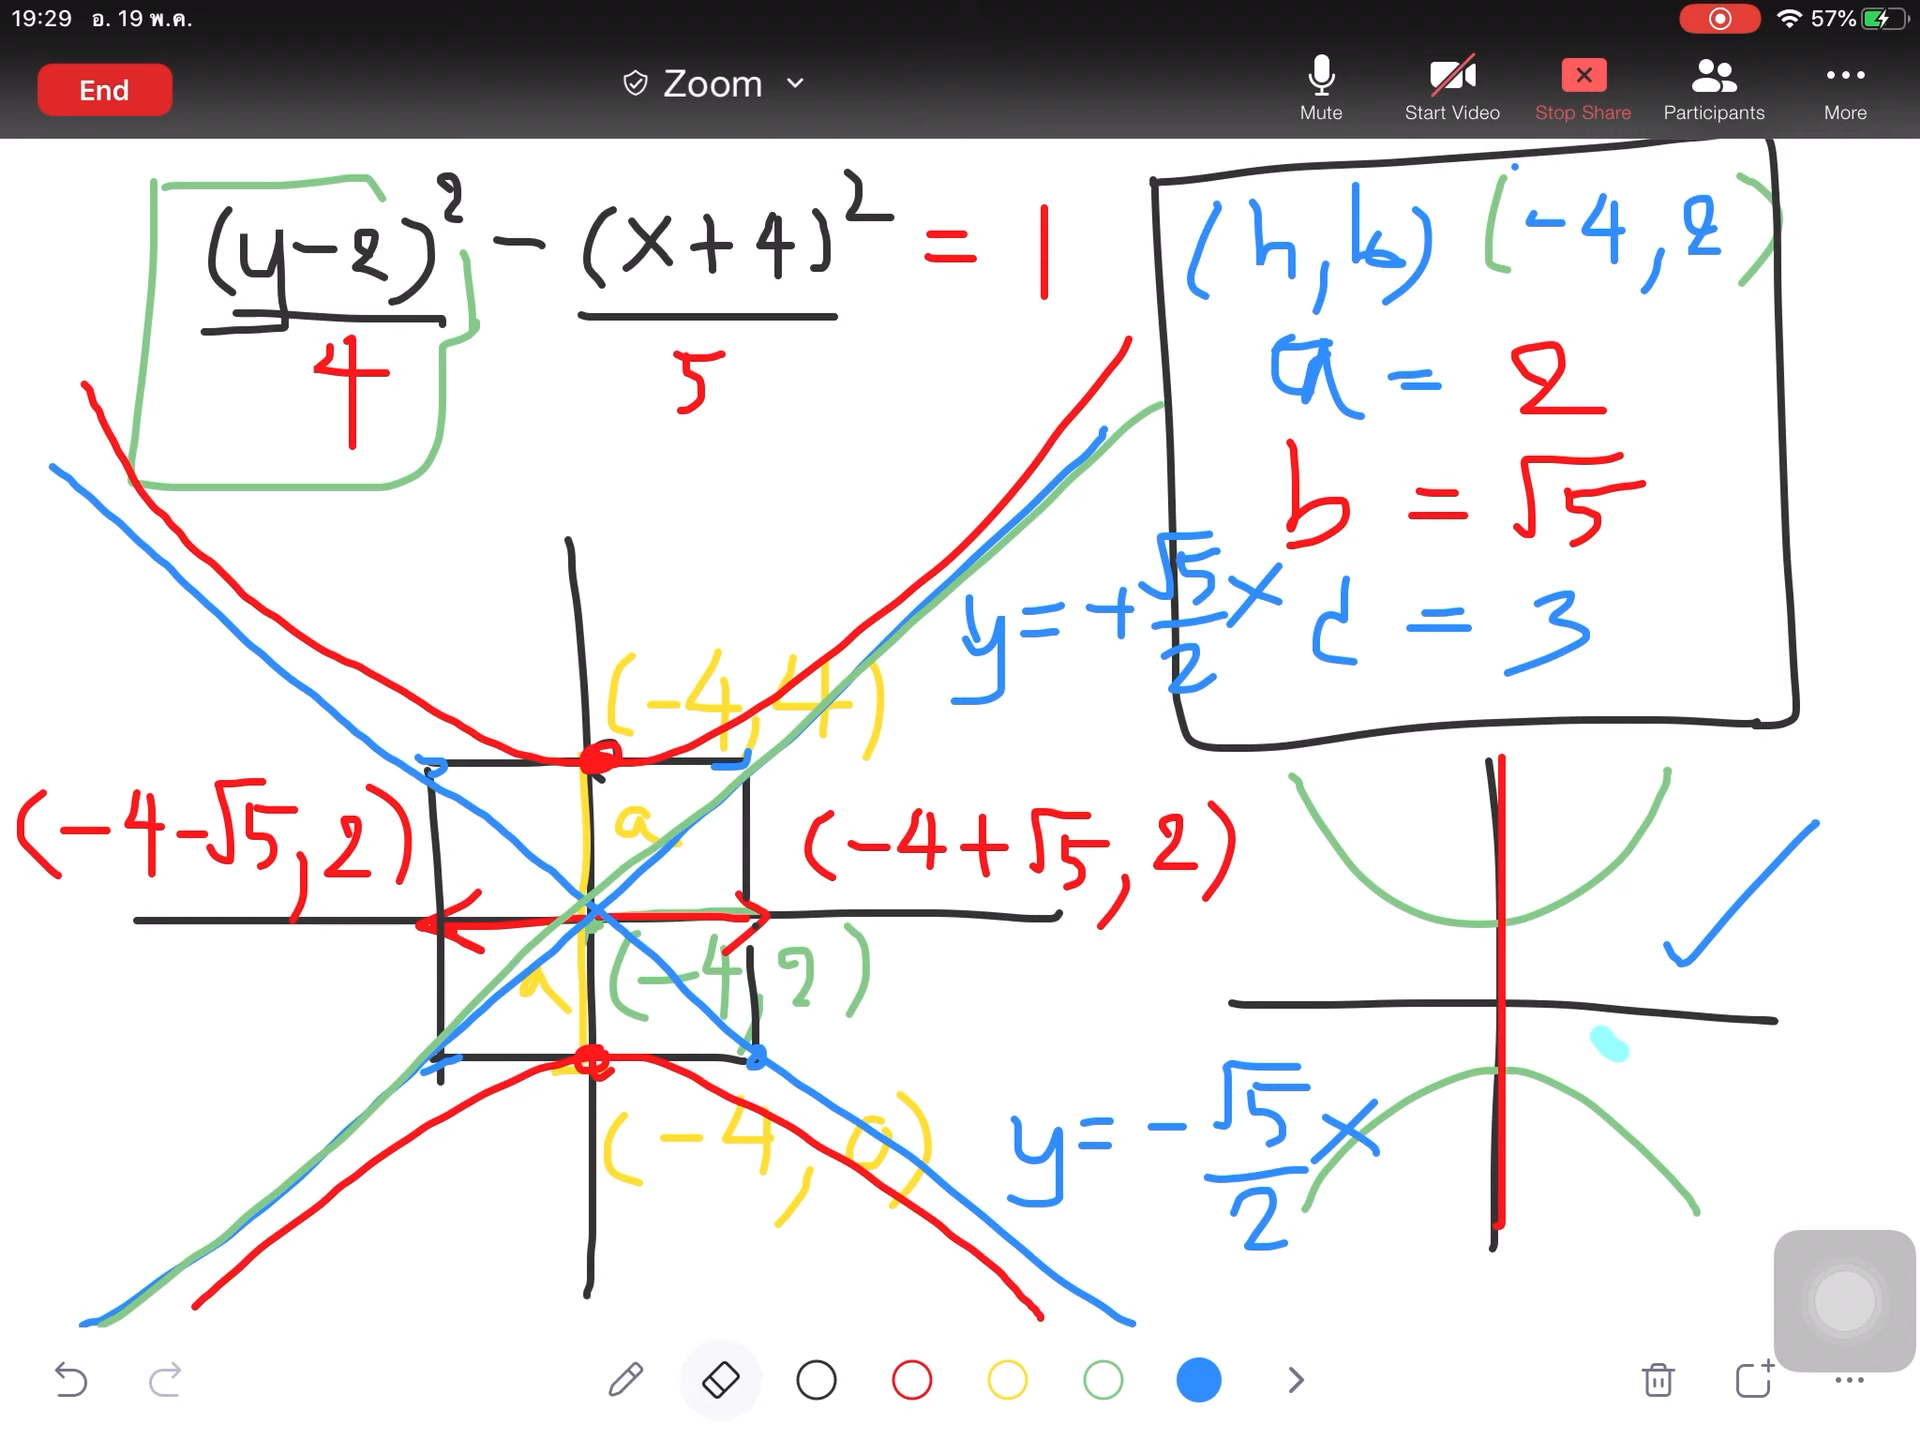 19:29 อ. 19 พ.ค.
57%
End
Zoom
Mute
Start Video
Stop Share
Participants
More
(y-2)² - (x+4)² = 1
4 5
(h,k) (-4,2)
a = 2
b = √5
c = 3
y = + √5/2 x
(-4,4)
a
(-4-√5,2)
(-4+√5,2)
a
(-4,2)
(-4,0)
y = - √5/2 x